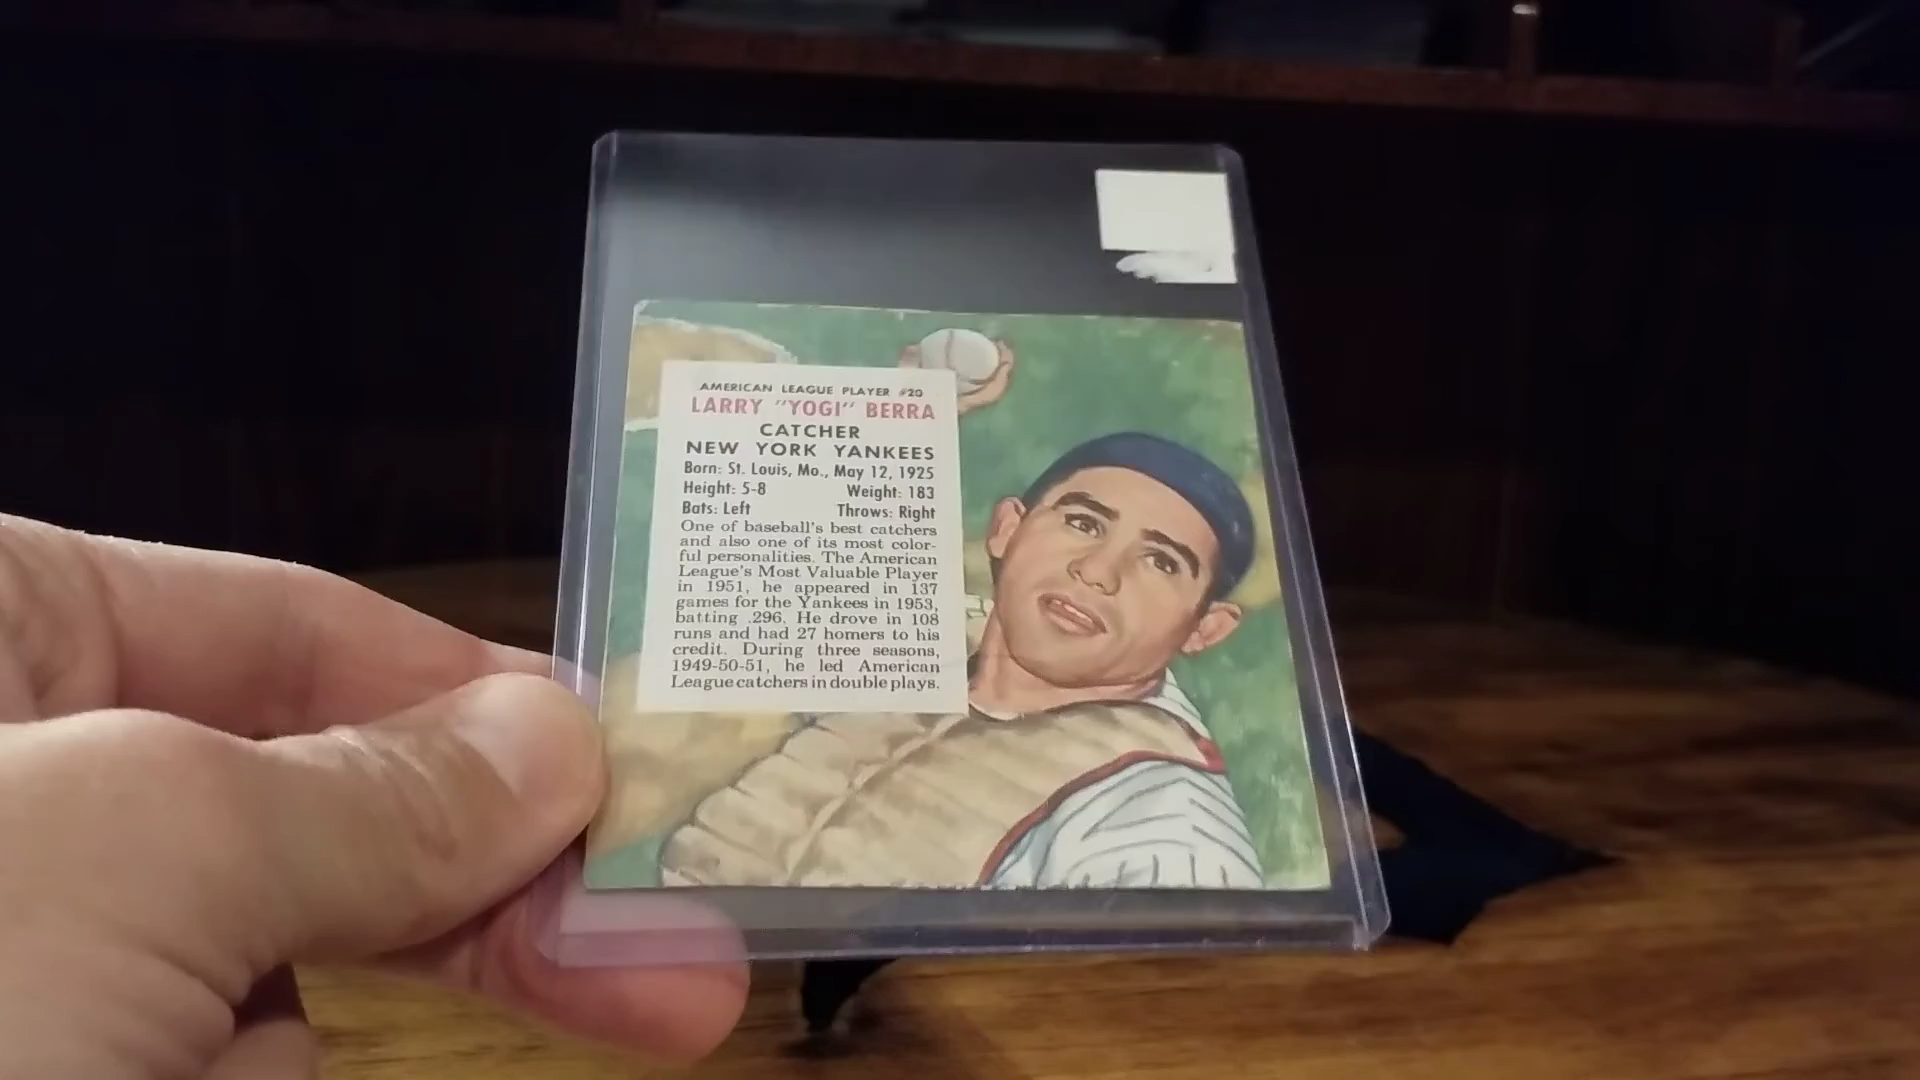 AMERICAN LEAGUE PLAYER #20
LARRY "YOGI" BERRA
CATCHER
NEW YORK YANKEES
Born: St. Louis, Mo., May 12, 1925
Height: 5-8 Weight: 183
Bats: Left Throws: Right
One of baseball's best catchers
and also one of its most color-
ful personalities. The American
League's Most Valuable Player
in 1951, he appeared in 137
games for the Yankees in 1953,
batting .296. He drove in 108
runs and had 27 homers to his
credit. During three seasons,
1949-50-51, he led American
League catchers in double plays.